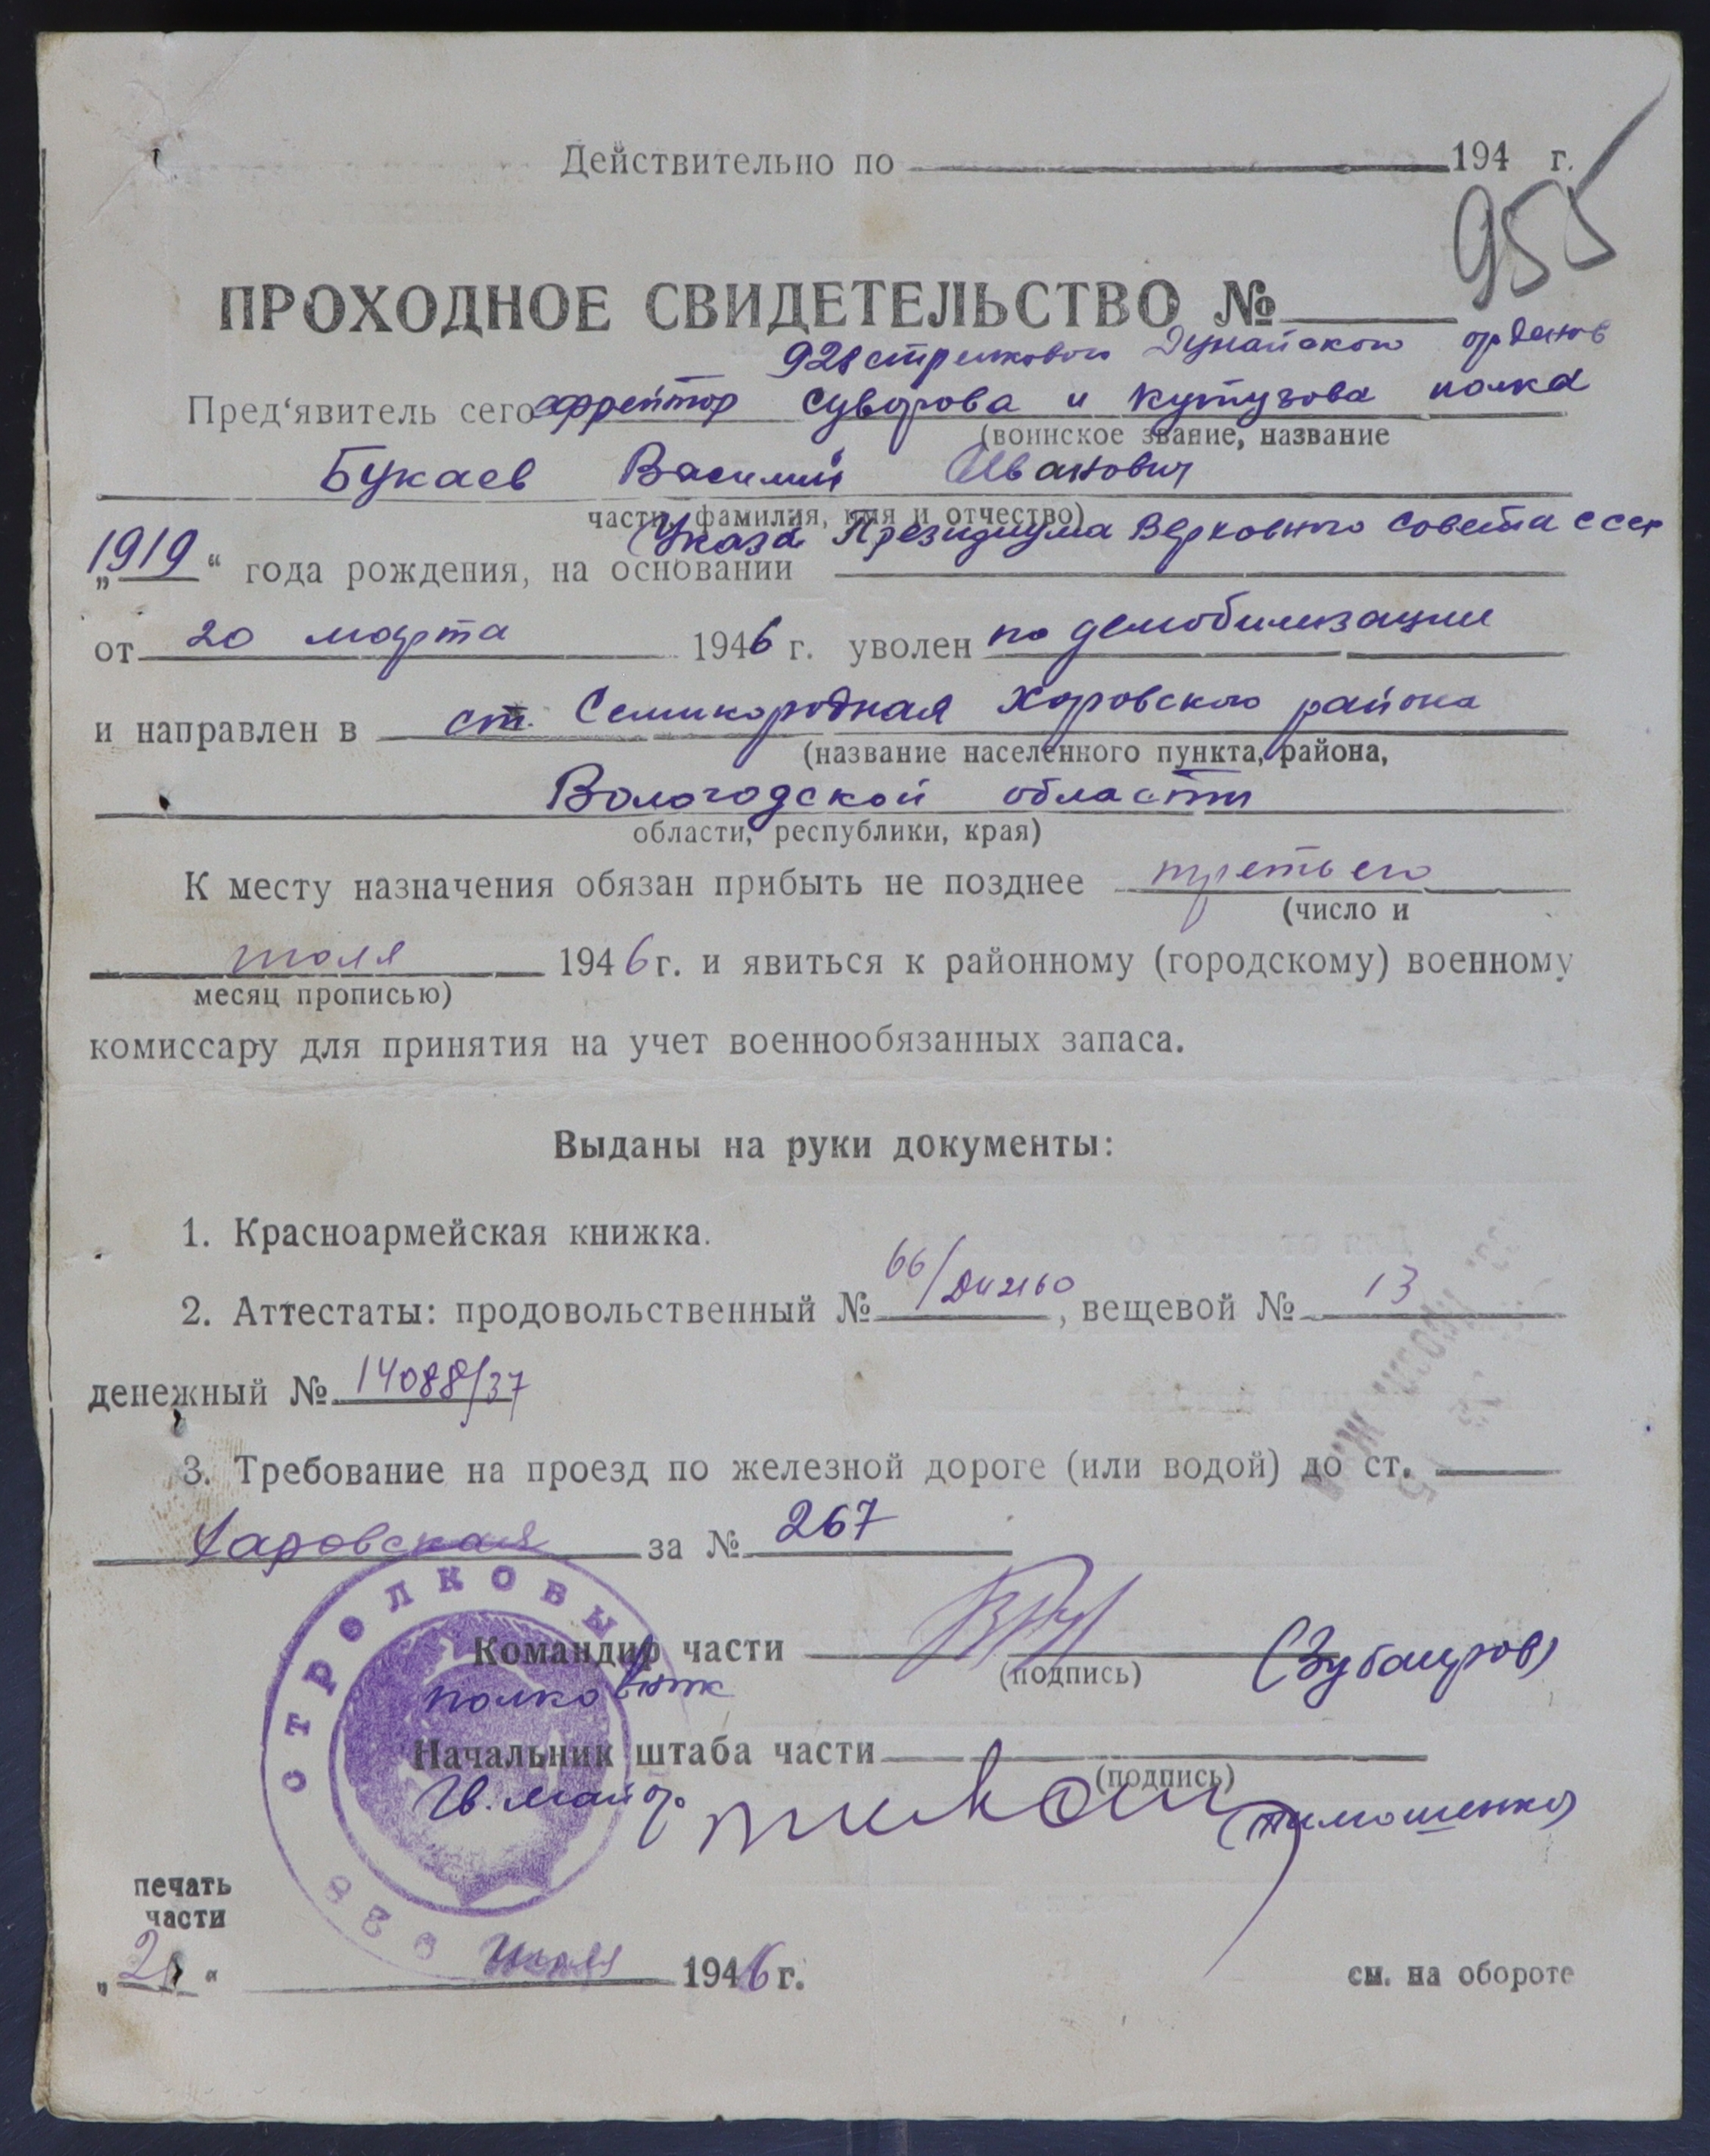 Действительно по 194 г.
955
ПРОХОДНОЕ СВИДЕТЕЛЬСТВО №
928 стрелкового Дунайского орденов
Пред‘явитель сего ефрейтор Суворова и Кутузова полка
(воинское звание, название
Букаев Василий Иванович
части, фамилия, имя и отчество)
Указа Президиума Верховного Совета СССР
„1919“ года рождения, на основании
от 20 марта 1946 г. уволен по демобилизации
и направлен в ст. Семигородная Харовского района
(название населенного пункта, района,
Вологодской области
области, республики, края)
К месту назначения обязан прибыть не позднее третьего
(число и
июля 1946 г. и явиться к районному (городскому) военному
месяц прописью)
комиссару для принятия на учет военнообязанных запаса.
Выданы на руки документы:
1. Красноармейская книжка.
2. Аттестаты: продовольственный № 66/ , вещевой № 13
денежный № 14088/37
3. Требование на проезд по железной дороге (или водой) до ст.
Харовская за № 267
СТРЕЛКОВЫ
Командир части
(подпись)
полковник
Начальник штаба части
(подпись)
Гв. майор (Тимошенко)
928
печать
части
„ “ 1946 г.
см. на обороте